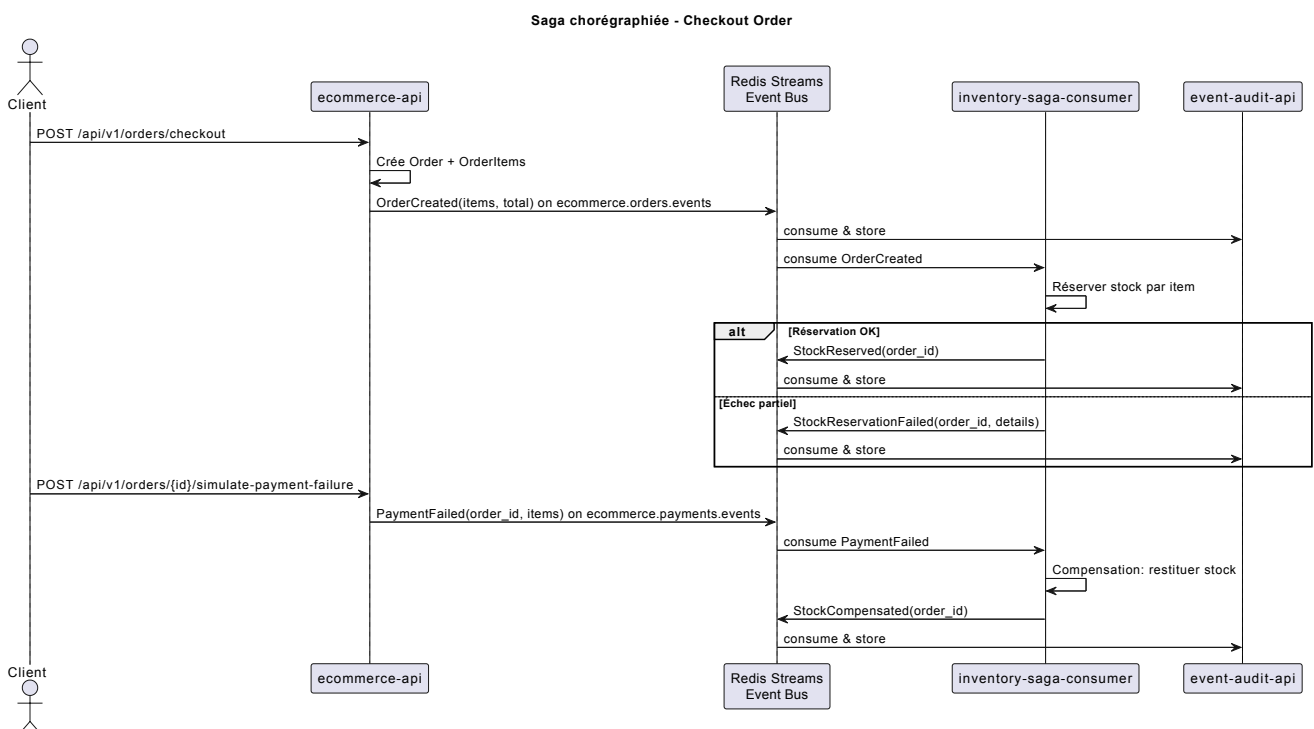 Saga chorégraphiée - Checkout Order
Client
ecommerce-api
Redis Streams
Event Bus
inventory-saga-consumer
event-audit-api
POST /api/v1/orders/checkout
Crée Order + OrderItems
OrderCreated(items, total) on ecommerce.orders.events
consume & store
consume OrderCreated
Réserver stock par item
alt
[Réservation OK]
StockReserved(order_id)
consume & store
[Échec partiel]
StockReservationFailed(order_id, details)
consume & store
POST /api/v1/orders/{id}/simulate-payment-failure
PaymentFailed(order_id, items) on ecommerce.payments.events
consume PaymentFailed
Compensation: restituer stock
StockCompensated(order_id)
consume & store
Client
ecommerce-api
Redis Streams
Event Bus
inventory-saga-consumer
event-audit-api